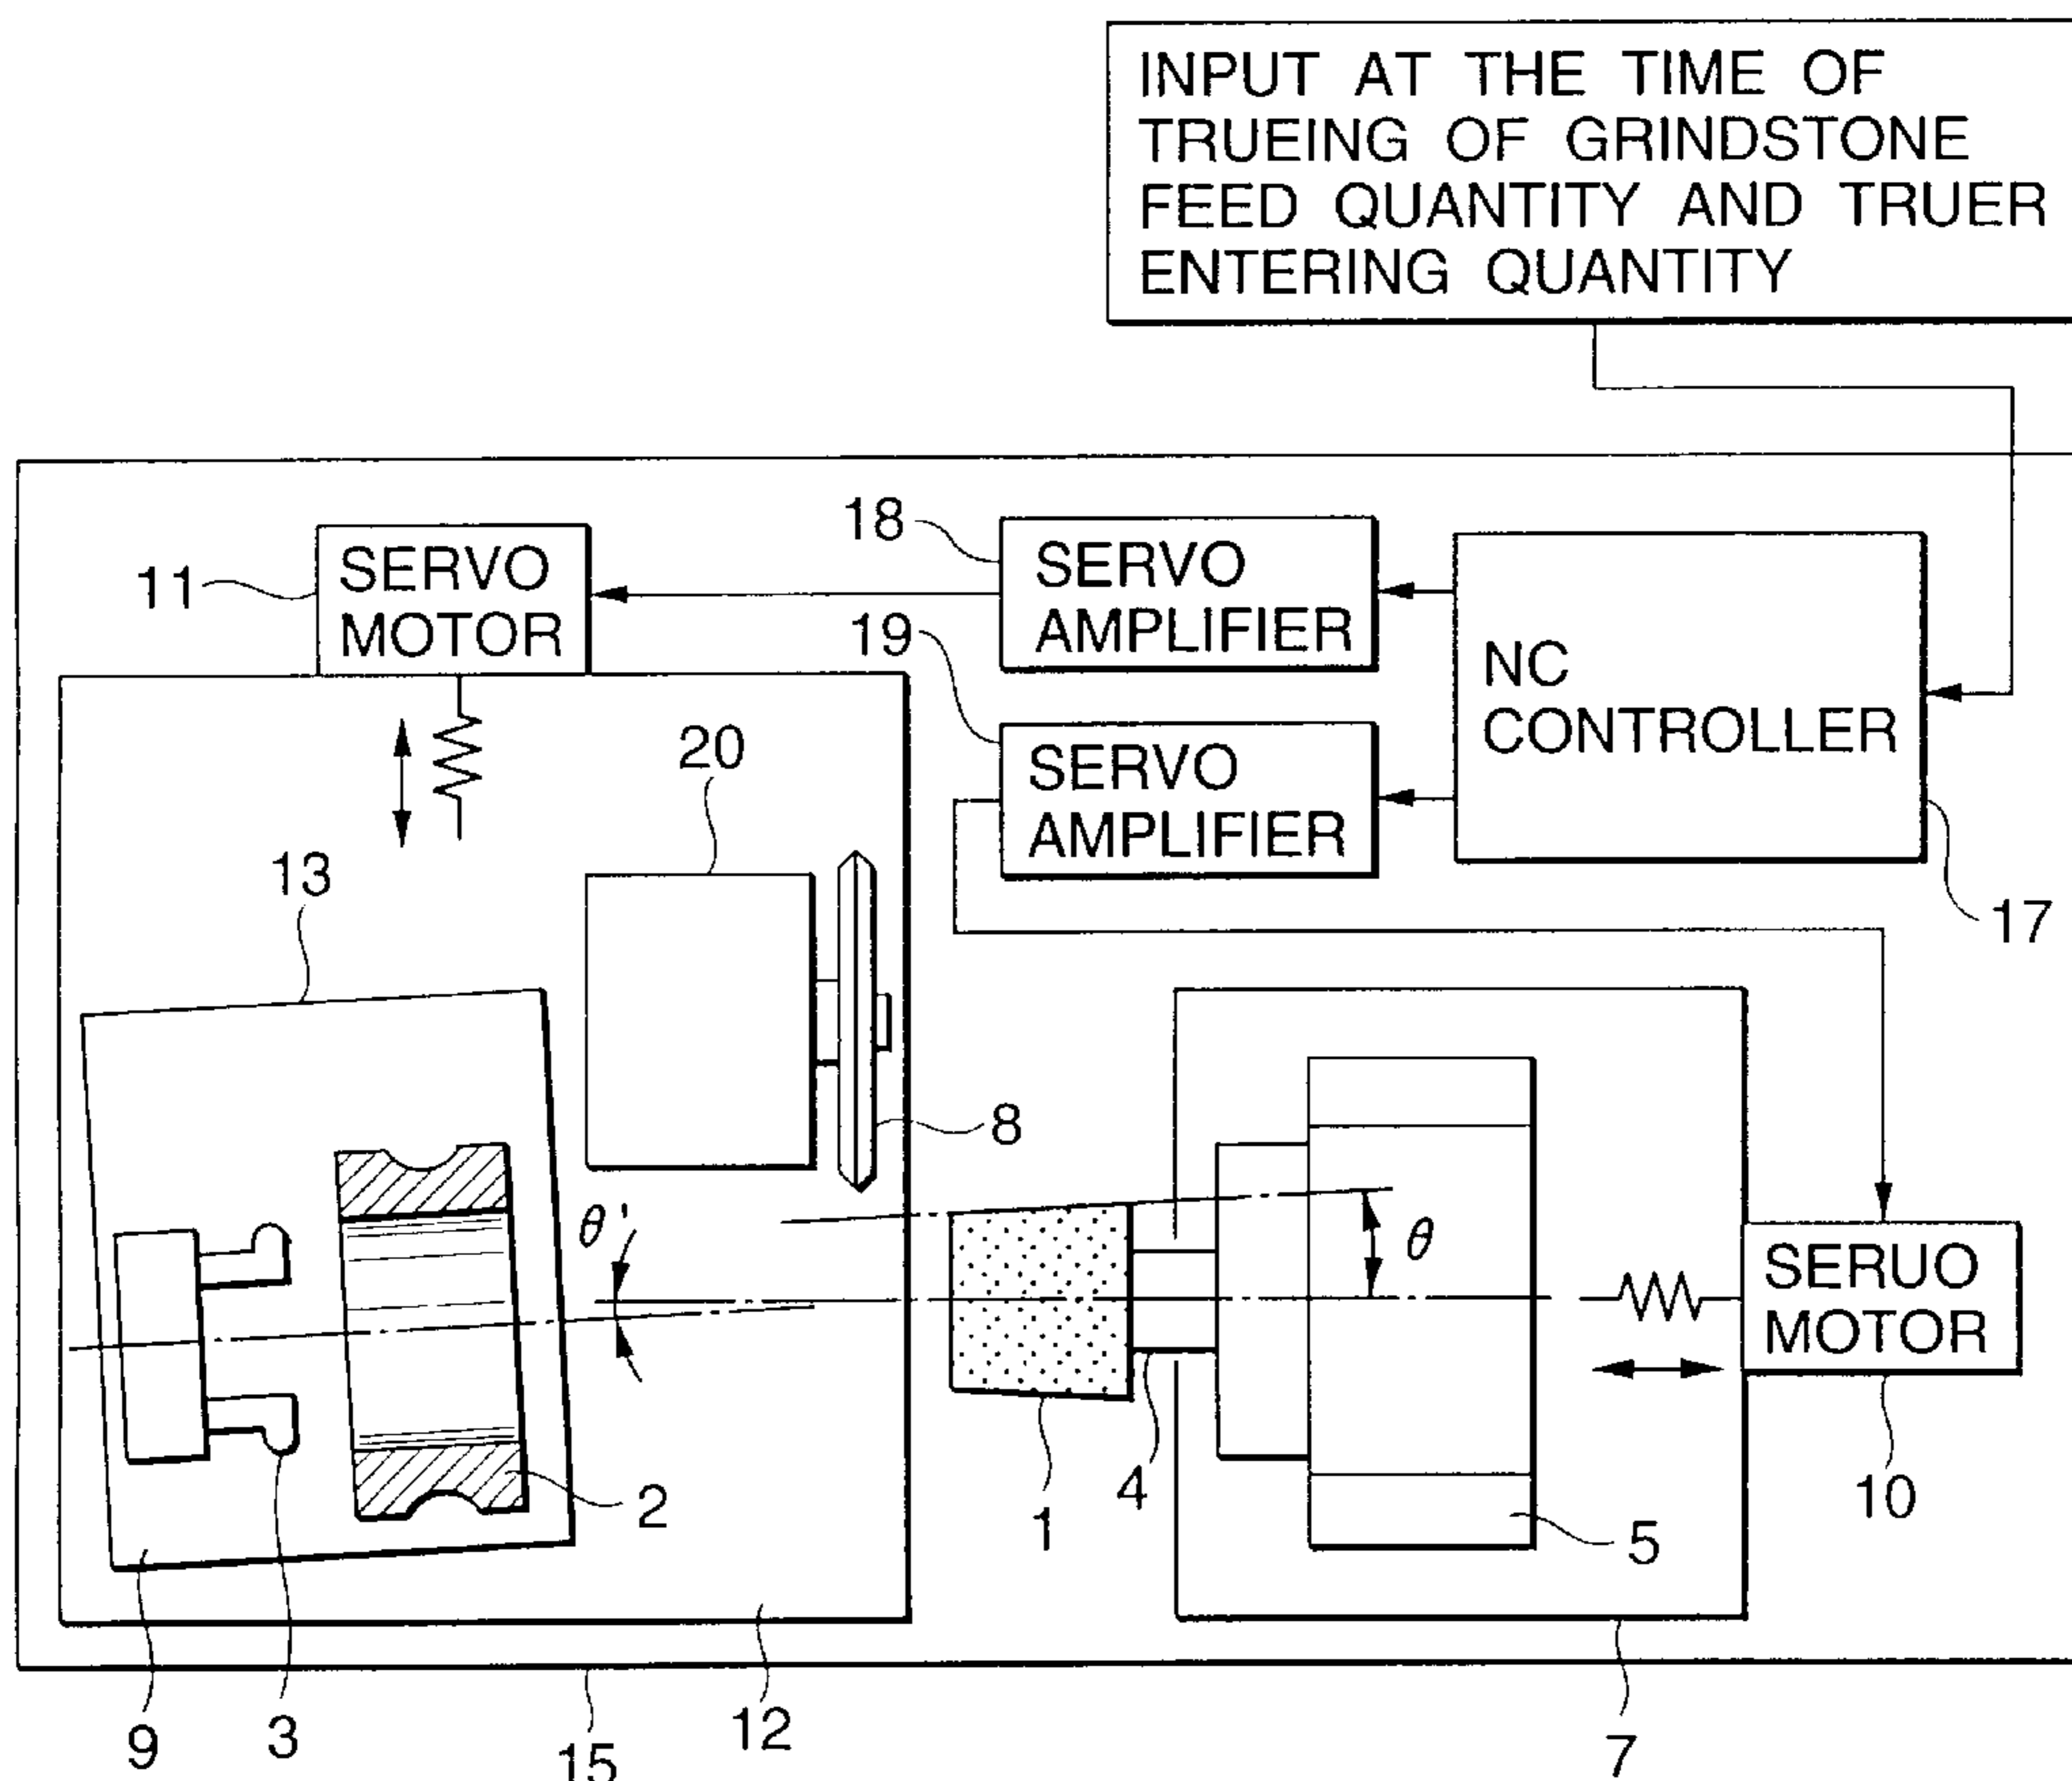 INPUT AT THE TIME OF
TRUEING OF GRINDSTONE
FEED QUANTITY AND TRUER
ENTERING QUANTITY
18
SERVO
AMPLIFIER
11
SERVO
MOTOR
19
SERVO
AMPLIFIER
NC
CONTROLLER
20
13
17
8
θ'
θ
SERUO
MOTOR
2
1
4
5
10
9
3
15
12
7